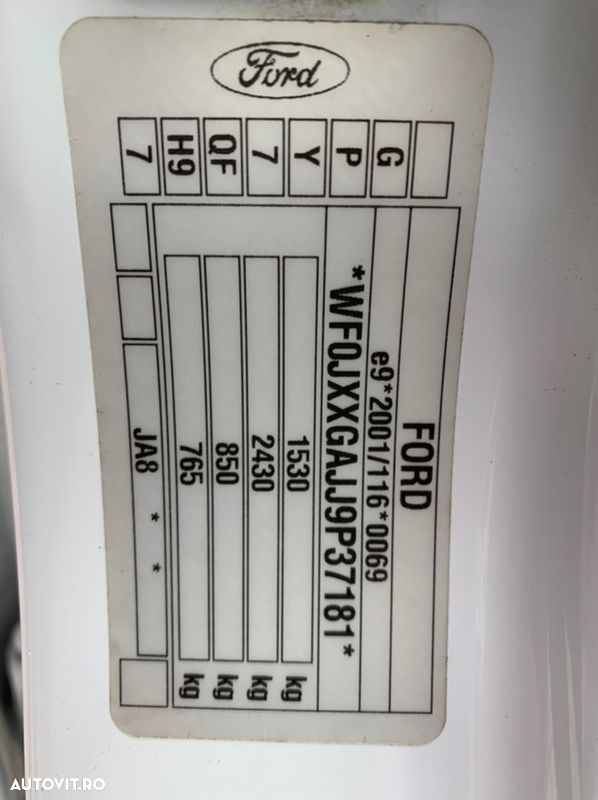 Ford
FORD
e9*2001/116*0069
*WF0JXXGAJJ9P37181*
1530 kg
2430 kg
850 kg
765 kg
G
P
Y
7
QF
H9
7
JA8 * *
AUTOVIT.RO